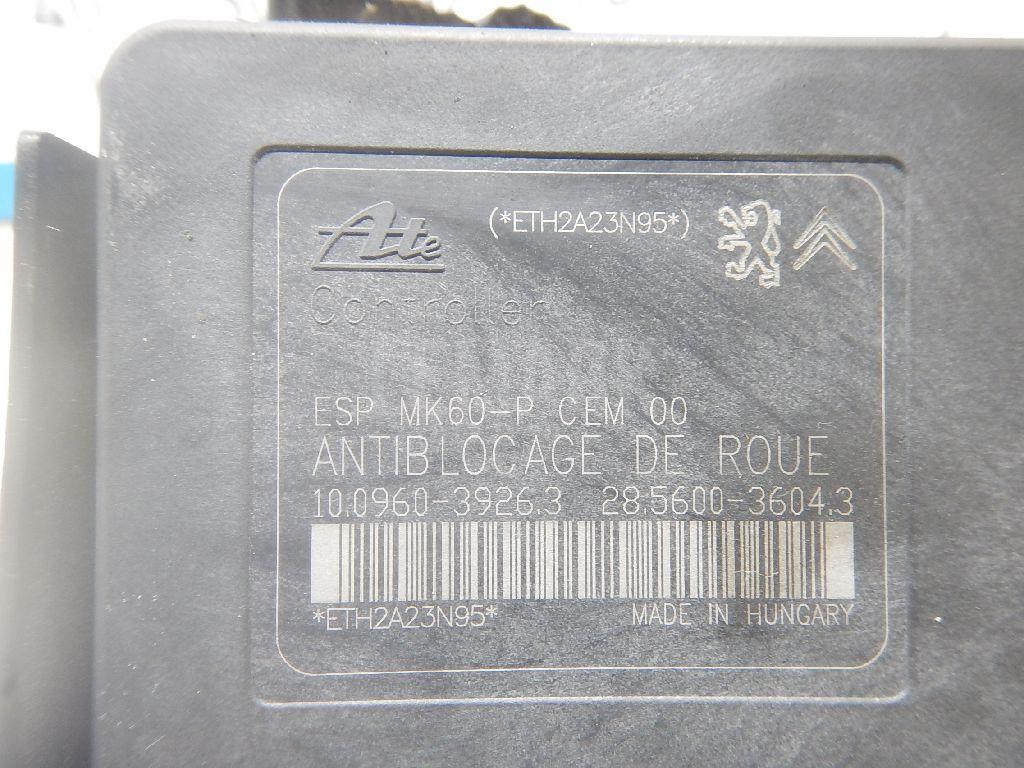 Ate (*ETH2A23N95*)
Controller
ESP MK60-P CEM 00
ANTIBLOCAGE DE ROUE
10.0960-3926.3 28.5600-3604.3
*ETH2A23N95* MADE IN HUNGARY